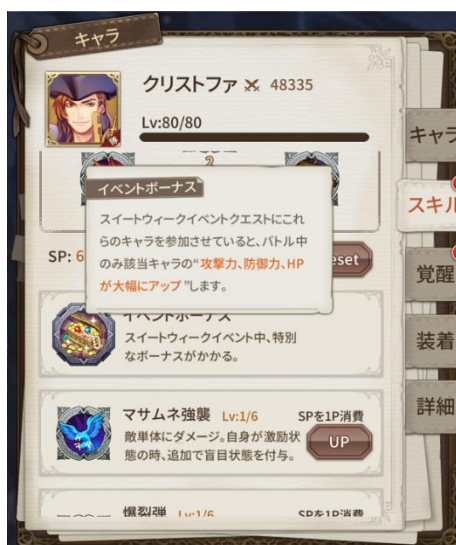 キャラ
クリストファ 48335
Lv:80/80
キャラ
スキル
イベントボーナス
スイートウィークイベントクエストにこれ
らのキャラを参加させていると、バトル中
のみ該当キャラの“攻撃力、防御力、HP
が大幅にアップ”します。
SP: 6
eset
覚醒
イベントボーナス
スイートウィークイベント中、特別
なボーナスがかかる。
装着
マサムネ強襲 Lv:1/6 SPを1P消費
敵単体にダメージ。自身が激励状
態の時、追加で盲目状態を付与。
UP
詳細
爆裂弾 Lv:1/6 SPを1P消費